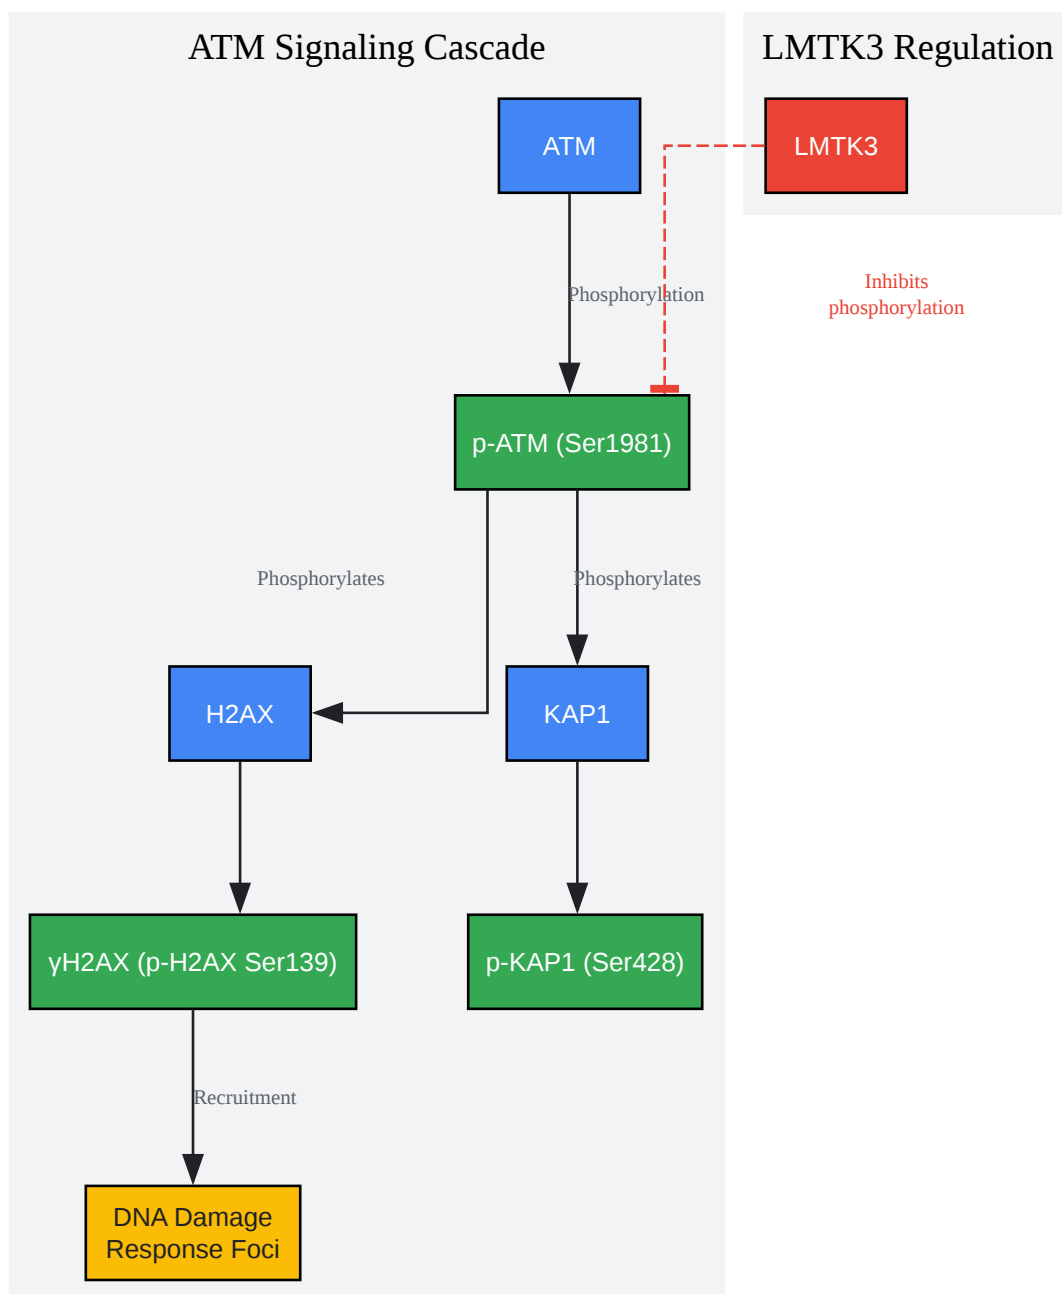 ATM Signaling Cascade
LMTK3 Regulation
ATM
LMTK3
Phosphorylation
Inhibits
phosphorylation
p-ATM (Ser1981)
Phosphorylates
Phosphorylates
H2AX
KAP1
γH2AX (p-H2AX Ser139)
p-KAP1 (Ser428)
Recruitment
DNA Damage
Response Foci